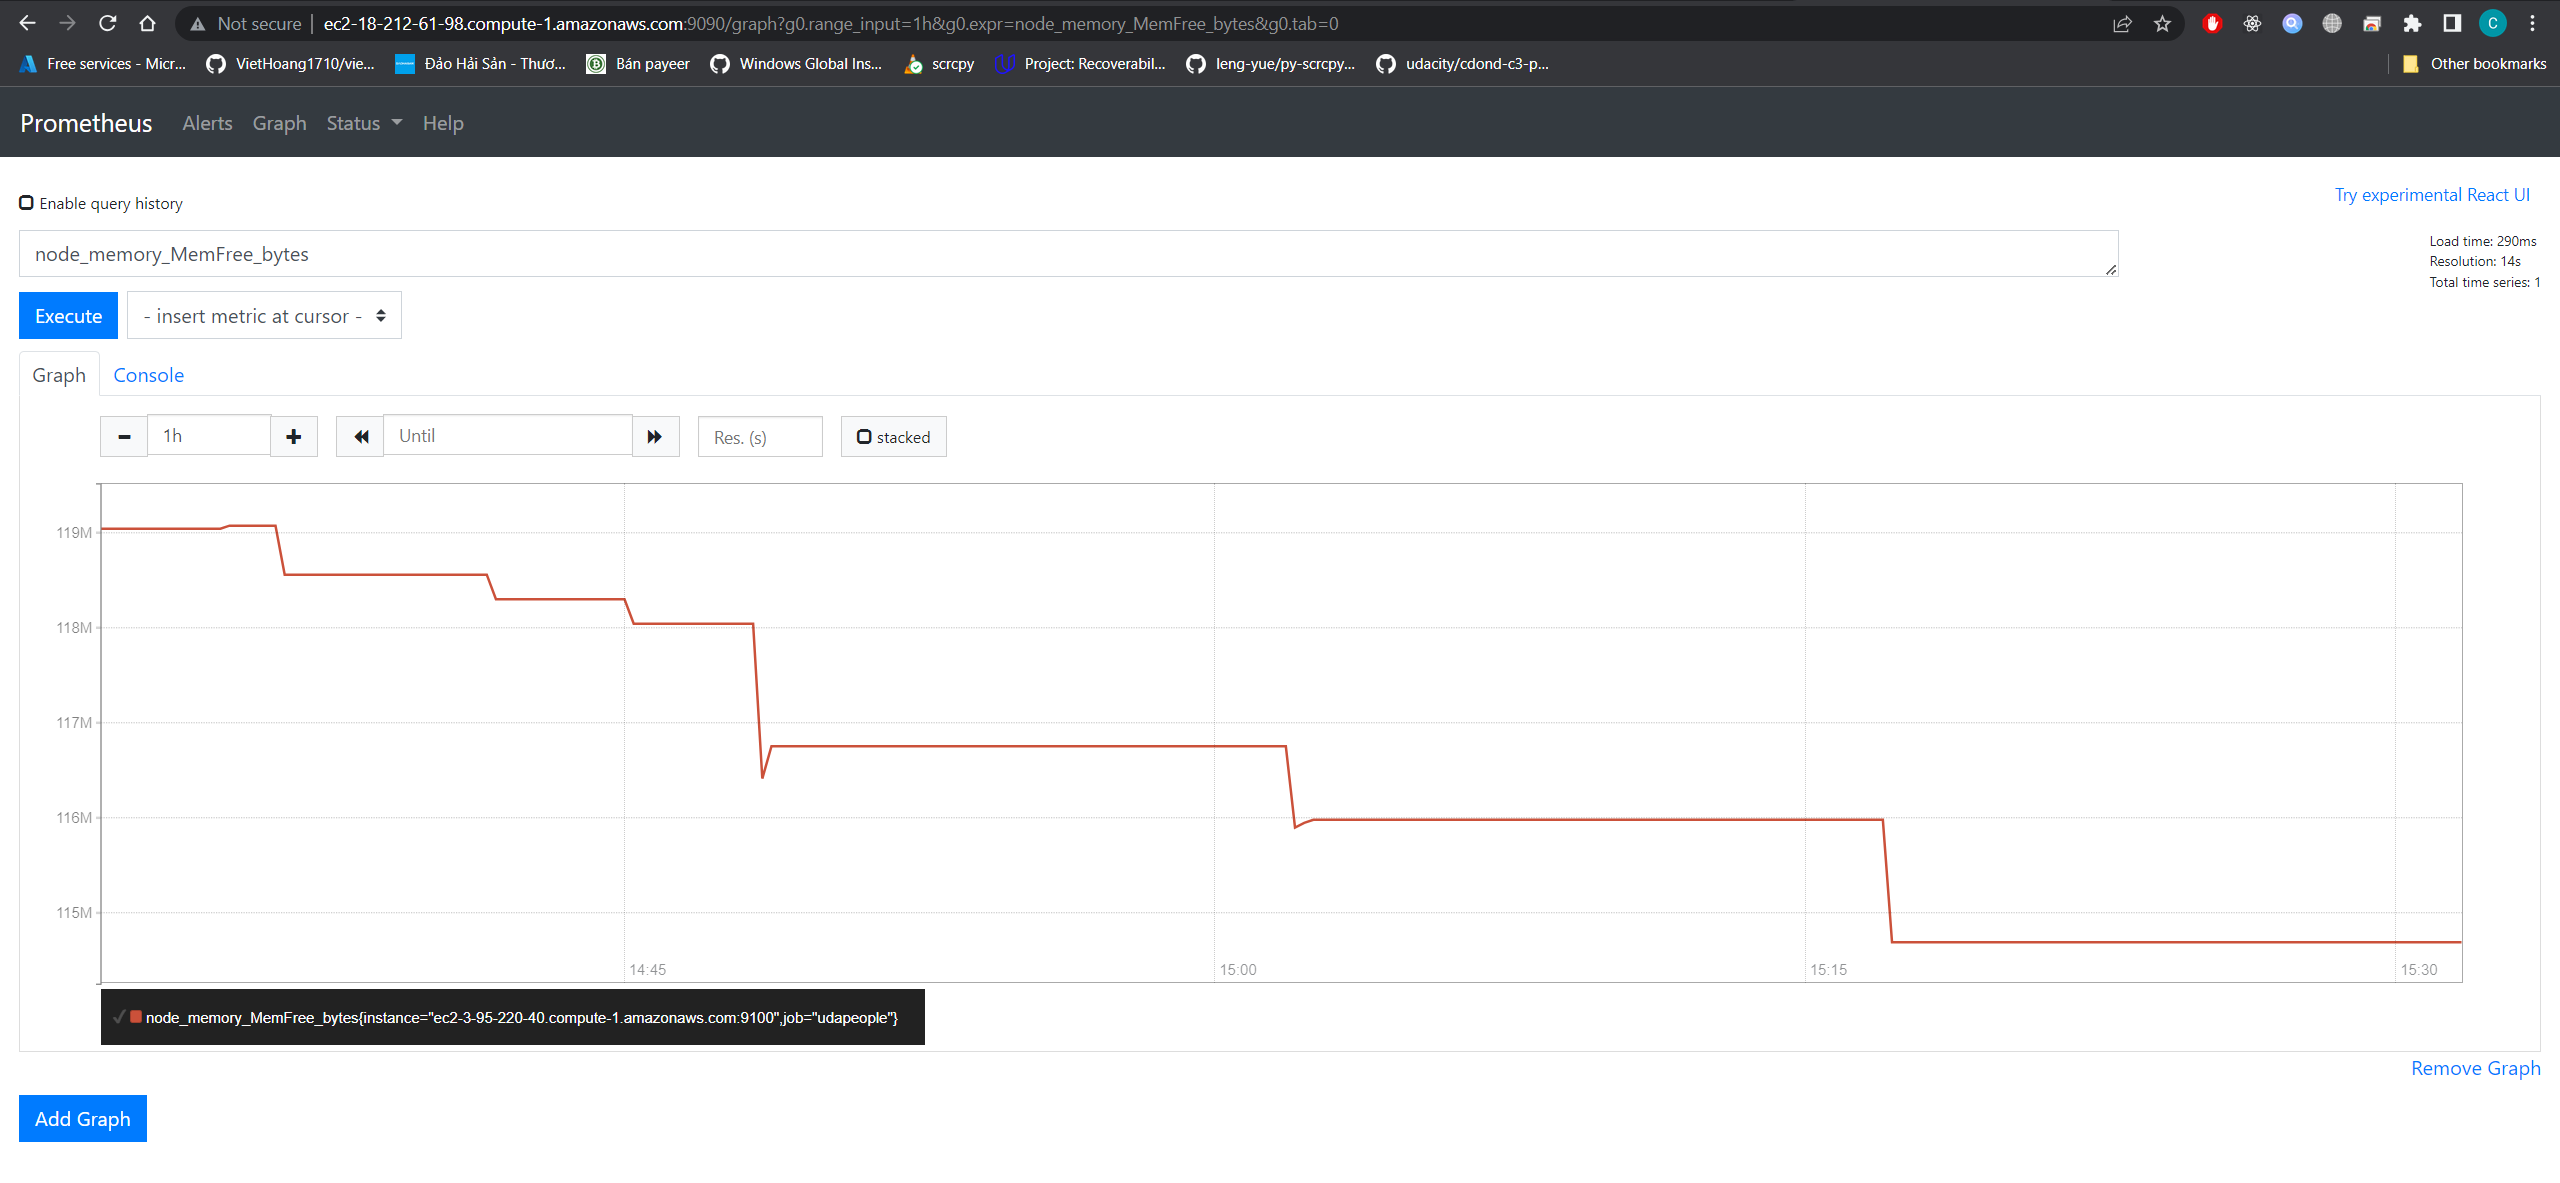 Not secure | ec2-18-212-61-98.compute-1.amazonaws.com:9090/graph?g0.range_input=1h&g0.expr=node_memory_MemFree_bytes&g0.tab=0
C
Free services - Micr... VietHoang1710/vie... Đảo Hải Sản - Thươ... Bán payeer Windows Global Ins... scrcpy Project: Recoverabil... leng-yue/py-scrcpy... udacity/cdond-c3-p... Other bookmarks
Prometheus Alerts Graph Status Help
Try experimental React UI
Enable query history
node_memory_MemFree_bytes
Load time: 290ms
Resolution: 14s
Total time series: 1
Execute - insert metric at cursor -
Graph Console
1h Until Res. (s) stacked
119M
118M
117M
116M
115M
14:45 15:00 15:15 15:30
node_memory_MemFree_bytes{instance="ec2-3-95-220-40.compute-1.amazonaws.com:9100",job="udapeople"}
Remove Graph
Add Graph